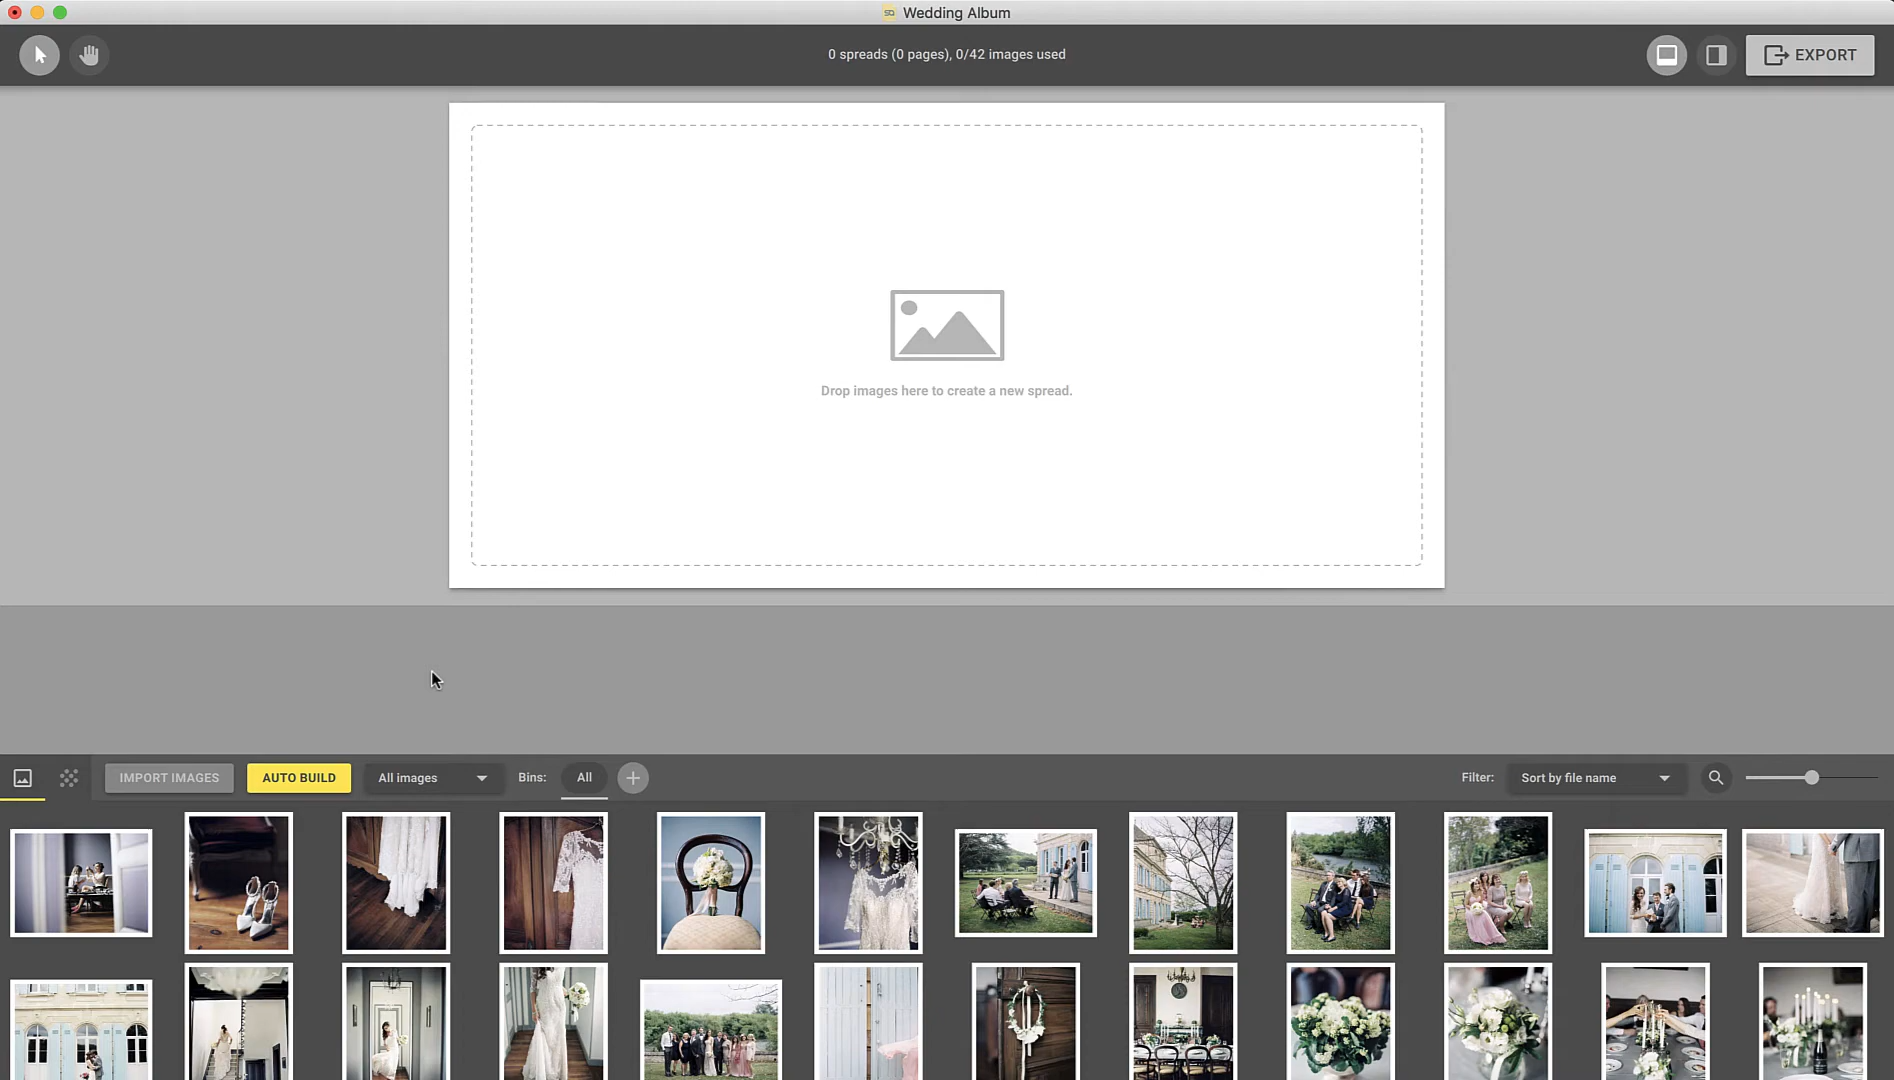 Wedding Album
0 spreads (0 pages), 0/42 images used
EXPORT
Drop images here to create a new spread.
IMPORT IMAGES
AUTO BUILD
All images
Bins:
All
Filter:
Sort by file name